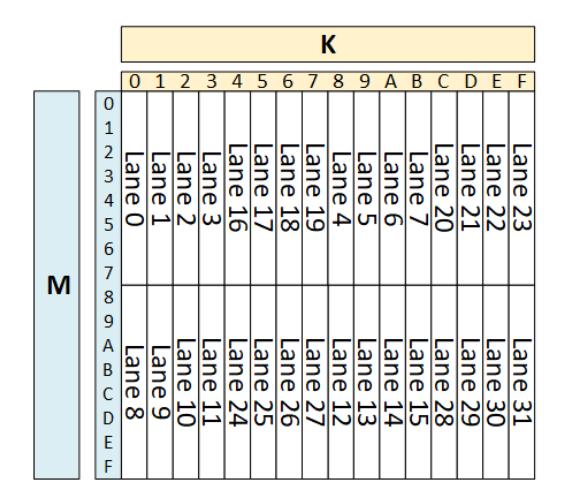 K
0 1 2 3 4 5 6 7 8 9 A B C D E F
M
0
1
2
3
4
5
6
7
8
9
A
B
C
D
E
F
Lane 0
Lane 1
Lane 2
Lane 3
Lane 16
Lane 17
Lane 18
Lane 19
Lane 4
Lane 5
Lane 6
Lane 7
Lane 20
Lane 21
Lane 22
Lane 23
Lane 8
Lane 9
Lane 10
Lane 11
Lane 24
Lane 25
Lane 26
Lane 27
Lane 12
Lane 13
Lane 14
Lane 15
Lane 28
Lane 29
Lane 30
Lane 31